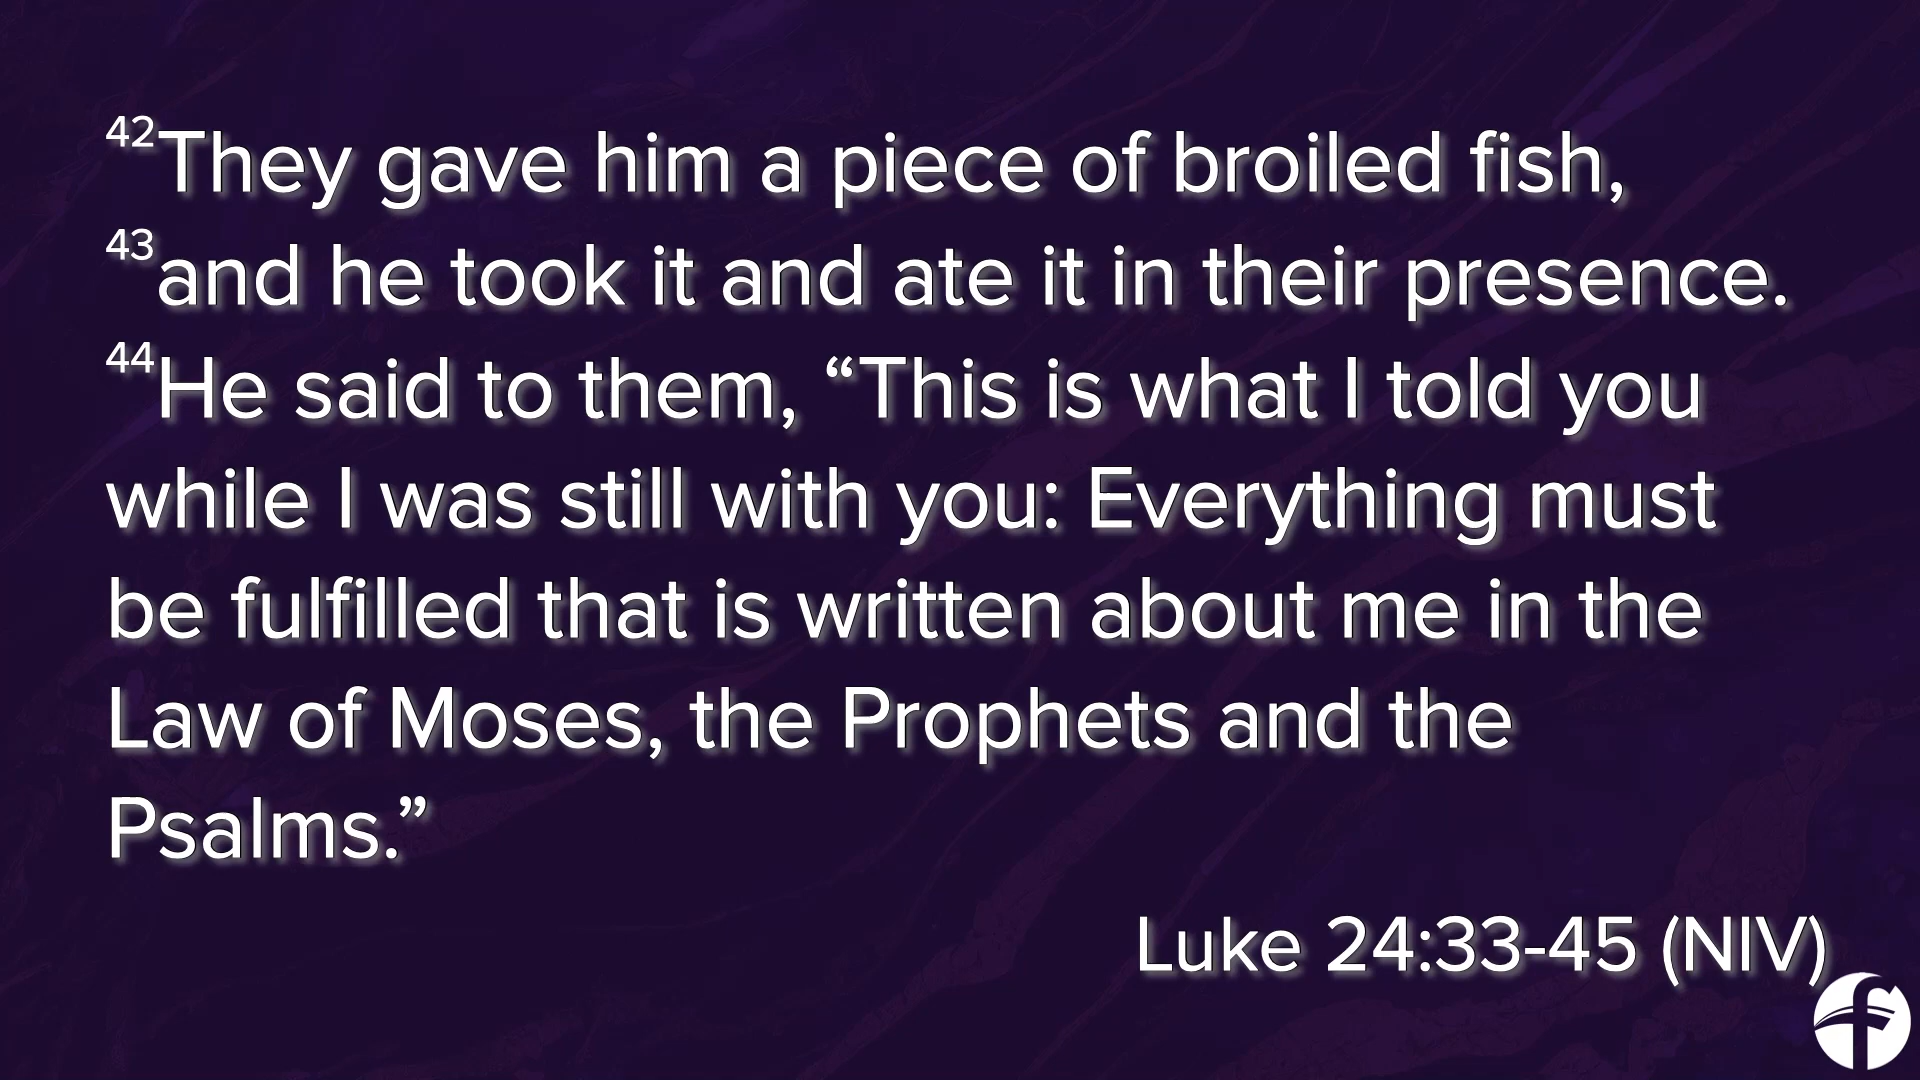 42They gave him a piece of broiled fish,
43and he took it and ate it in their presence.
44He said to them, “This is what I told you
while I was still with you: Everything must
be fulfilled that is written about me in the
Law of Moses, the Prophets and the
Psalms.”
Luke 24:33-45 (NIV)
f